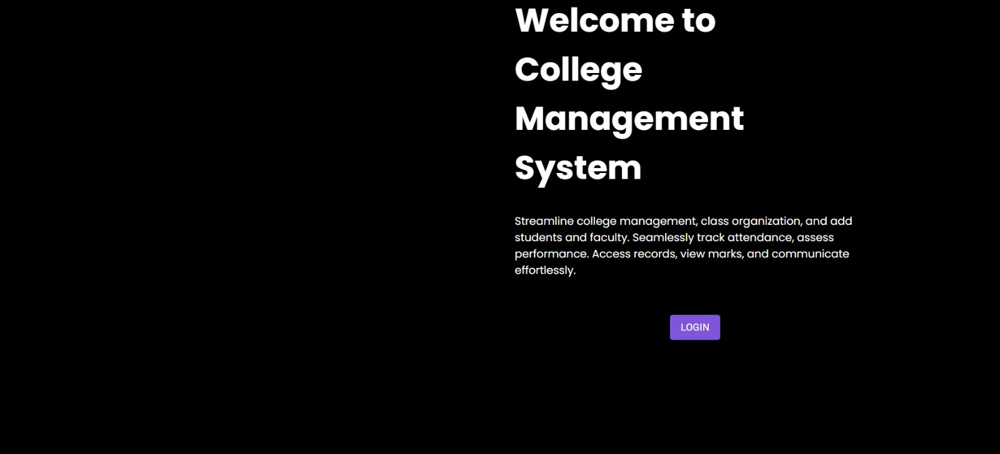 Welcome to
College
Management
System
Streamline college management, class organization, and add
students and faculty. Seamlessly track attendance, assess
performance. Access records, view marks, and communicate
effortlessly.
LOGIN